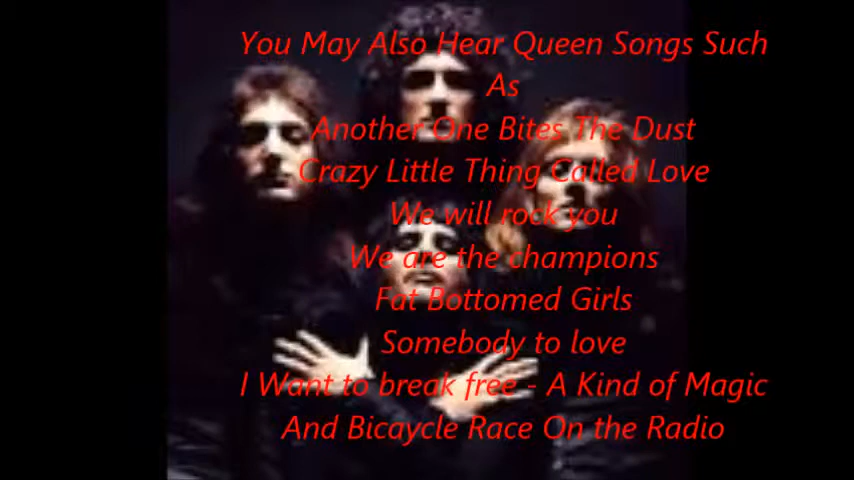 You May Also Hear Queen Songs Such
As
Another One Bites The Dust
Crazy Little Thing Called Love
We will rock you
We are the champions
Fat Bottomed Girls
Somebody to love
I Want to break free - A Kind of Magic
And Bicaycle Race On the Radio